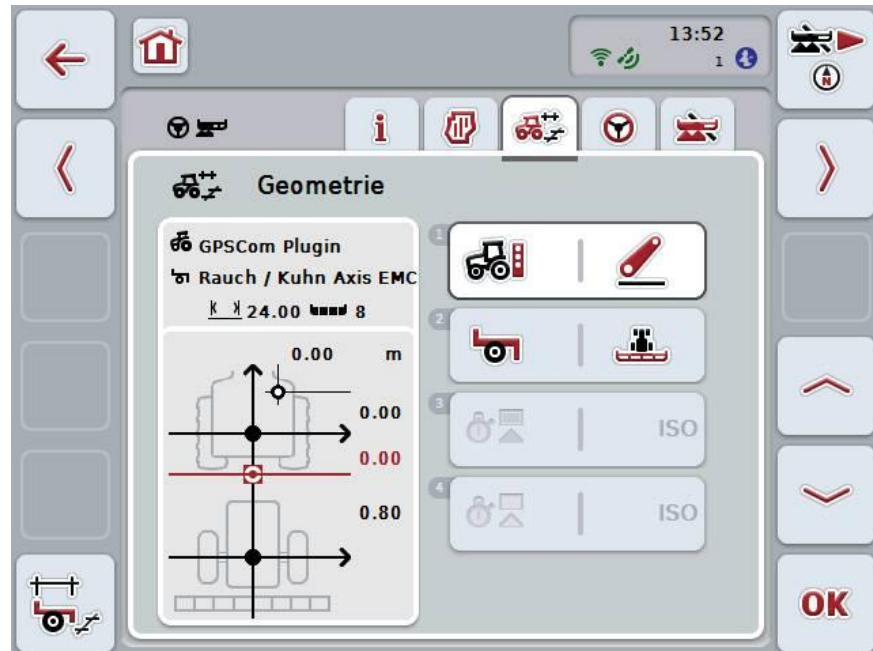 13:52
1
i
N
Geometrie
GPSCom Plugin
Rauch / Kuhn Axis EMC
24.00 8
0.00 m
0.00
0.00
0.80
1
2
3
ISO
4
ISO
OK